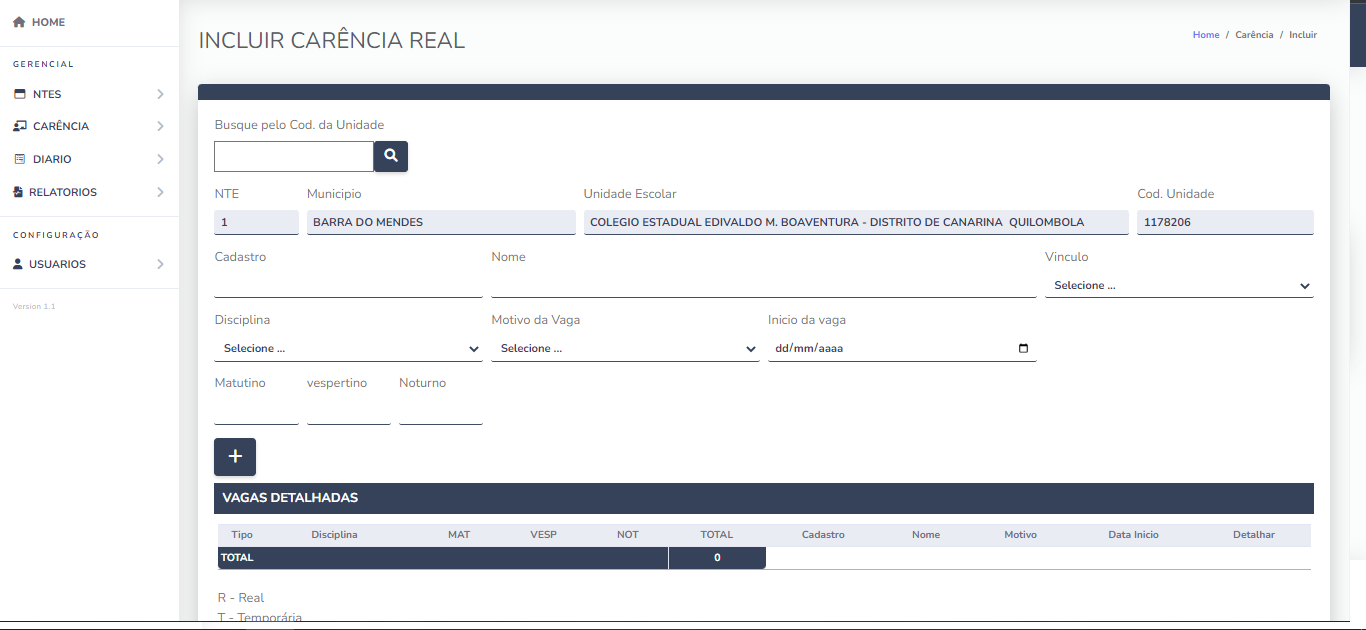 HOME
GERENCIAL
NTES
CARÊNCIA
DIARIO
RELATORIOS
CONFIGURAÇÃO
USUARIOS
Version 1.1
INCLUIR CARÊNCIA REAL
Home / Carência / Incluir
Busque pelo Cod. da Unidade
NTE Municipio Unidade Escolar Cod. Unidade
1 BARRA DO MENDES COLEGIO ESTADUAL EDIVALDO M. BOAVENTURA - DISTRITO DE CANARINA QUILOMBOLA 1178206
Cadastro Nome Vinculo
Selecione ...
Disciplina Motivo da Vaga Inicio da vaga
Selecione ... Selecione ... dd/mm/aaaa
Matutino vespertino Noturno
+
VAGAS DETALHADAS
Tipo Disciplina MAT VESP NOT TOTAL Cadastro Nome Motivo Data Inicio Detalhar
TOTAL 0
R - Real
T - Temporária